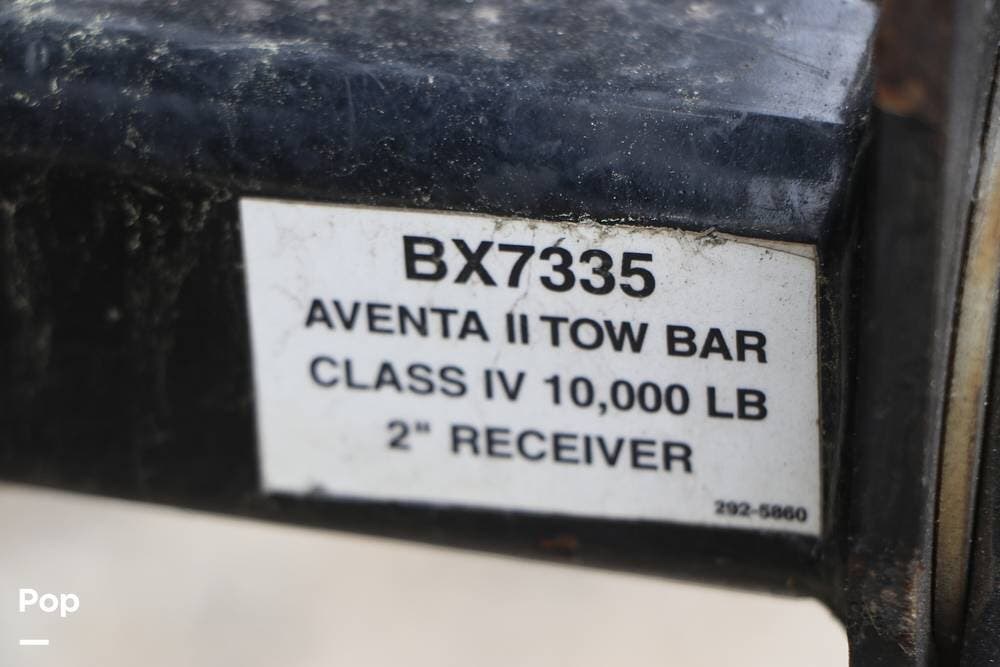 BX7335
AVENTA II TOW BAR
CLASS IV 10,000 LB
2" RECEIVER
292-5860
Pop